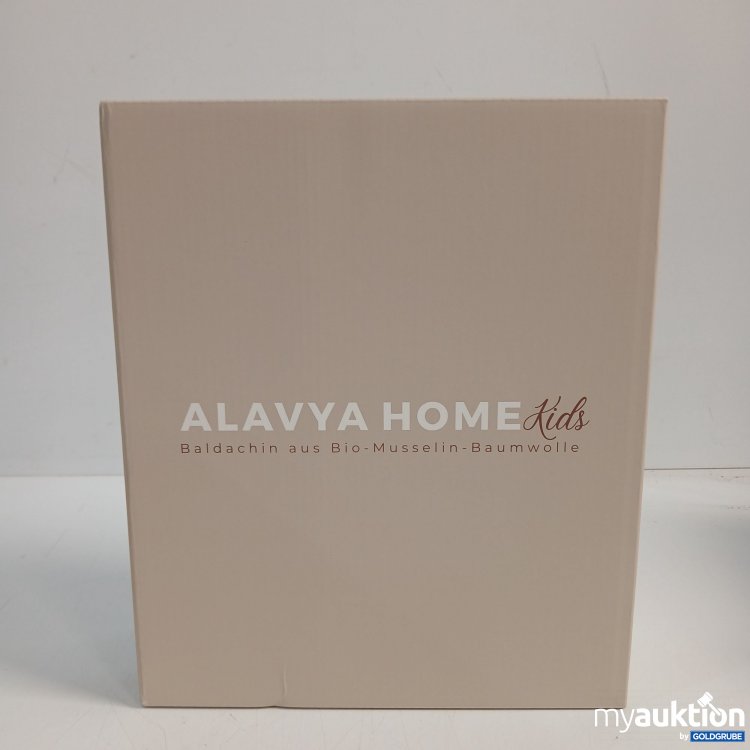 ALAVYA HOME Kids
Baldachin aus Bio-Musselin-Baumwolle
myauktion
by GOLDGRUBE